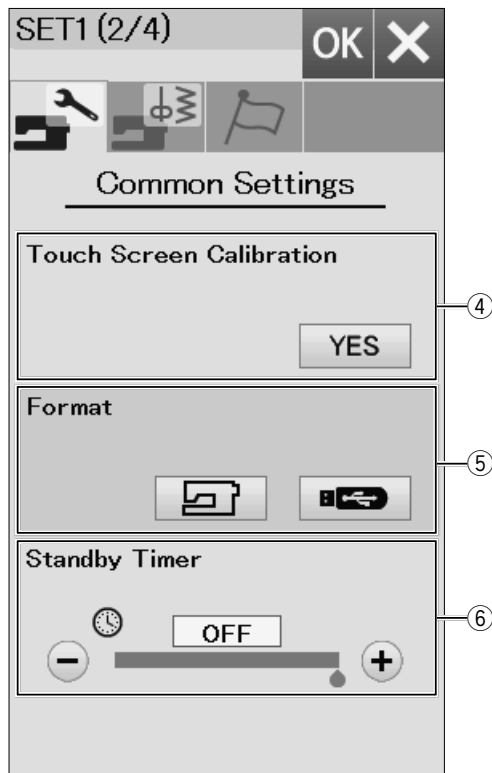 SET1 (2/4)
OK
Common Settings
Touch Screen Calibration
④
YES
Format
⑤
Standby Timer
⑥
OFF